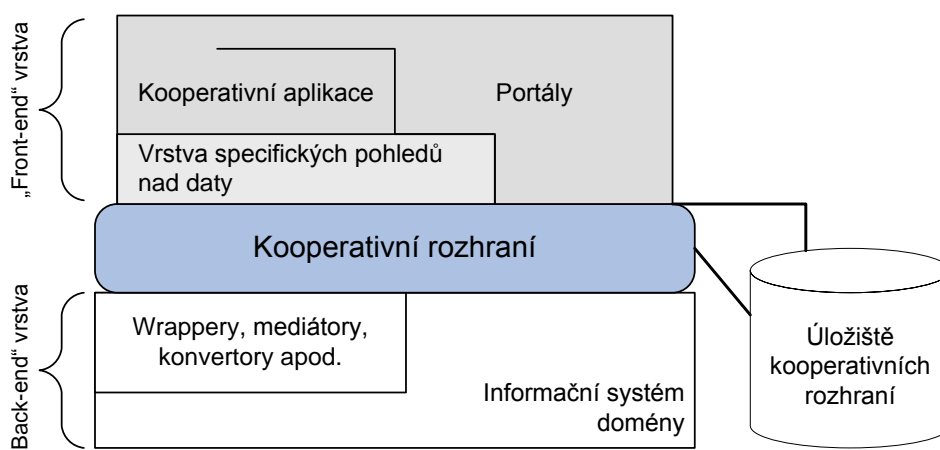 „Front-end“ vrstva
Kooperativní aplikace
Portály
Vrstva specifických pohledů
nad daty
Kooperativní rozhraní
Back-end“ vrstva
Wrappery, mediátory,
konvertory apod.
Informační systém
domény
Úložiště
kooperativních
rozhraní